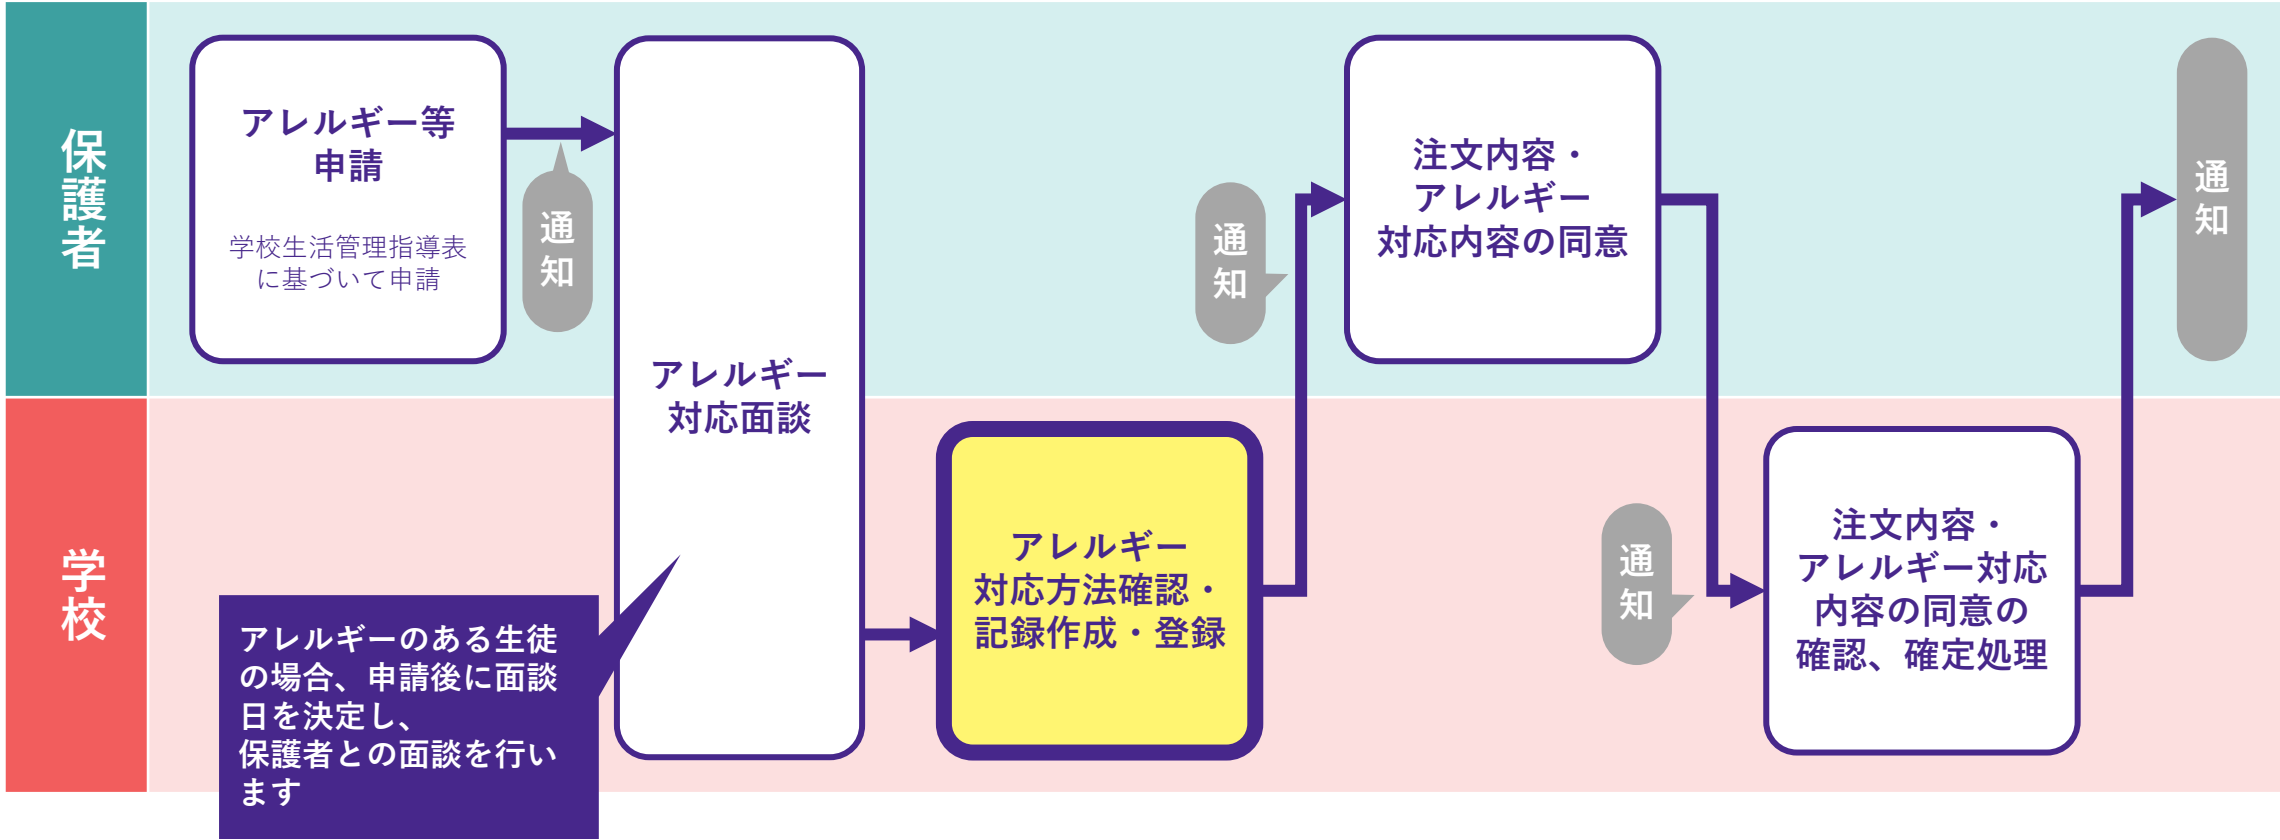 保護者
アレルギー等
申請
学校生活管理指導表
に基づいて申請
通知
アレルギー
対応面談
通知
注文内容・
アレルギー
対応内容の同意
通知
学校
アレルギーのある生徒
の場合、申請後に面談
日を決定し、
保護者との面談を行い
ます
アレルギー
対応方法確認・
記録作成・登録
通知
注文内容・
アレルギー対応
内容の同意の
確認、確定処理